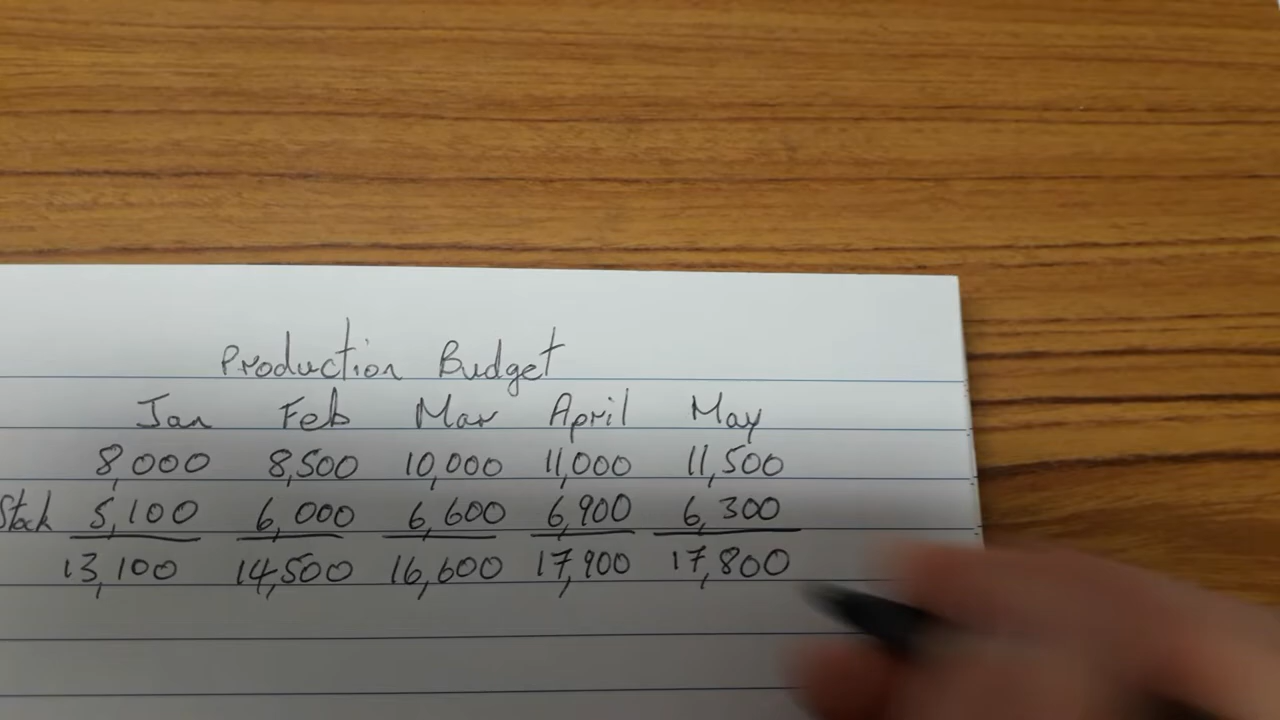 Production Budget
Jan Feb Mar April May
8,000 8,500 10,000 11,000 11,500
Stock 5,100 6,000 6,600 6,900 6,300
13,100 14,500 16,600 17,900 17,800